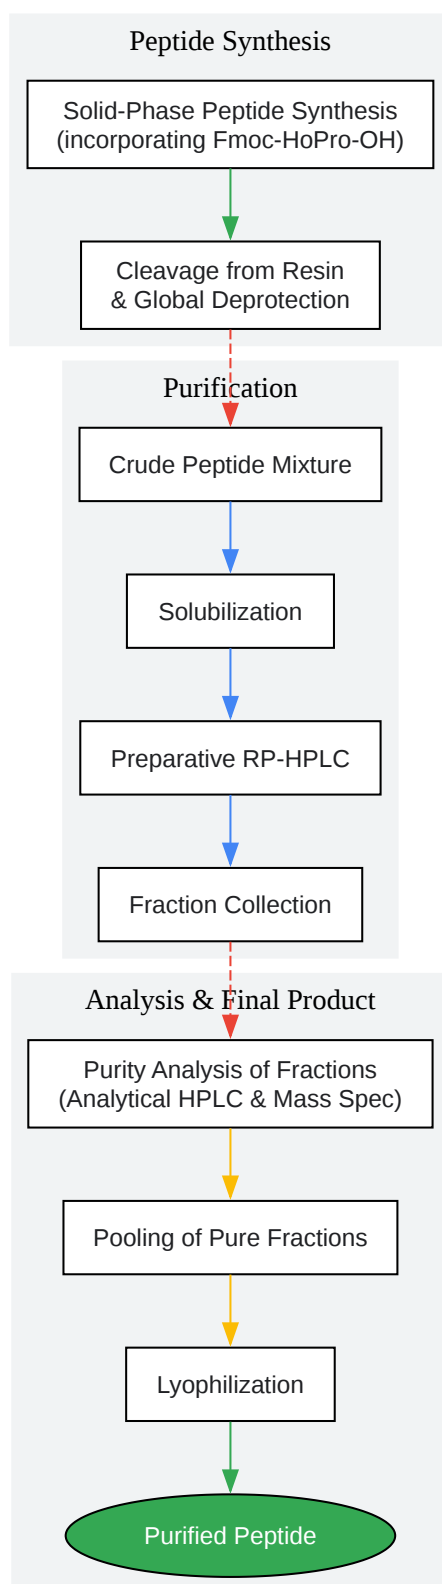 Peptide Synthesis
Solid-Phase Peptide Synthesis
(incorporating Fmoc-HoPro-OH)
Cleavage from Resin
& Global Deprotection
Purification
Crude Peptide Mixture
Solubilization
Preparative RP-HPLC
Fraction Collection
Analysis & Final Product
Purity Analysis of Fractions
(Analytical HPLC & Mass Spec)
Pooling of Pure Fractions
Lyophilization
Purified Peptide